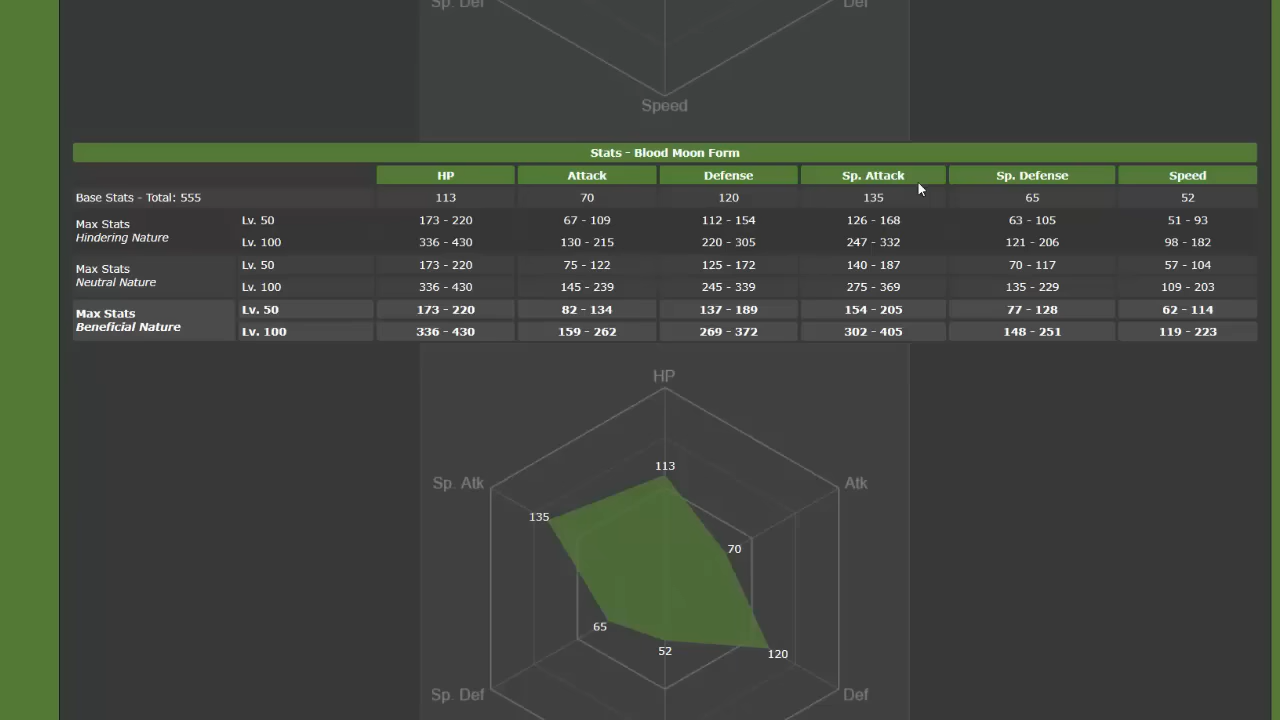 Sp. Def Def
Speed
Stats - Blood Moon Form
HP Attack Defense Sp. Attack Sp. Defense Speed
Base Stats - Total: 555 113 70 120 135 65 52
Max Stats
Hindering Nature
Lv. 50 173 - 220 67 - 109 112 - 154 126 - 168 63 - 105 51 - 93
Lv. 100 336 - 430 130 - 215 220 - 305 247 - 332 121 - 206 98 - 182
Max Stats
Neutral Nature
Lv. 50 173 - 220 75 - 122 125 - 172 140 - 187 70 - 117 57 - 104
Lv. 100 336 - 430 145 - 239 245 - 339 275 - 369 135 - 229 109 - 203
Max Stats
Beneficial Nature
Lv. 50 173 - 220 82 - 134 137 - 189 154 - 205 77 - 128 62 - 114
Lv. 100 336 - 430 159 - 262 269 - 372 302 - 405 148 - 251 119 - 223
HP
113
Sp. Atk Atk
135
70
65
52
120
Sp. Def Def